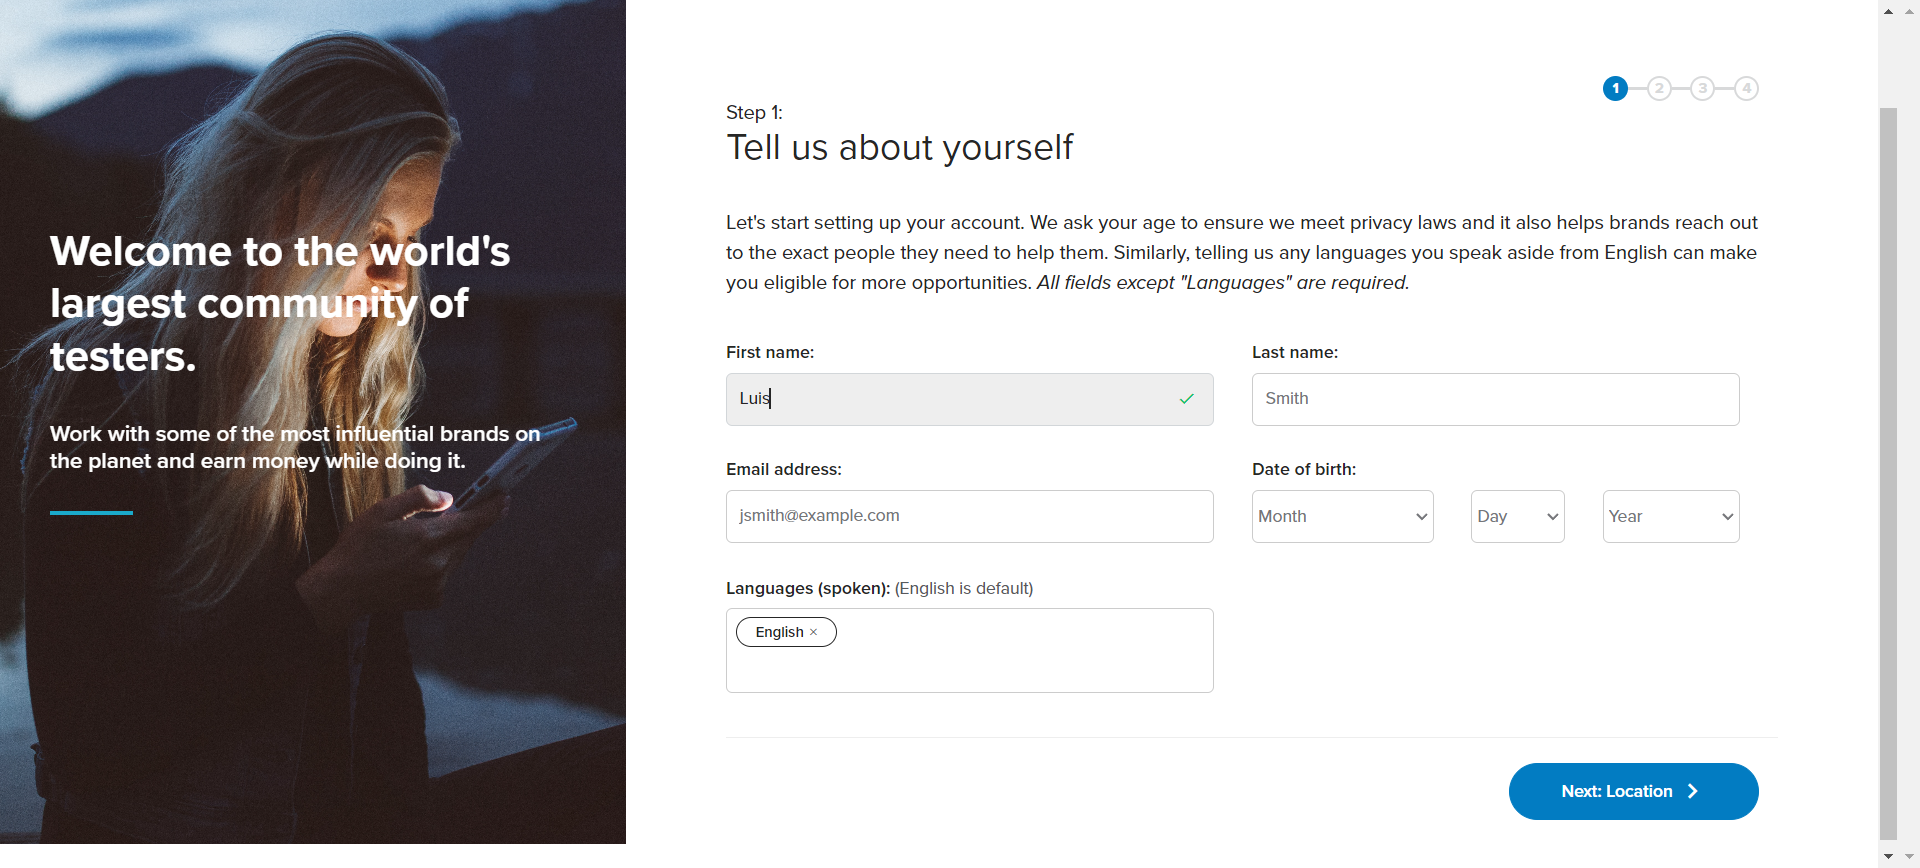 Welcome to the world's
largest community of
testers.
Work with some of the most influential brands on
the planet and earn money while doing it.
1 2 3 4
Step 1:
Tell us about yourself
Let's start setting up your account. We ask your age to ensure we meet privacy laws and it also helps brands reach out
to the exact people they need to help them. Similarly, telling us any languages you speak aside from English can make
you eligible for more opportunities. All fields except "Languages" are required.
First name:
Luis
Last name:
Smith
Email address:
jsmith@example.com
Date of birth:
Month Day Year
Languages (spoken): (English is default)
English ×
Next: Location